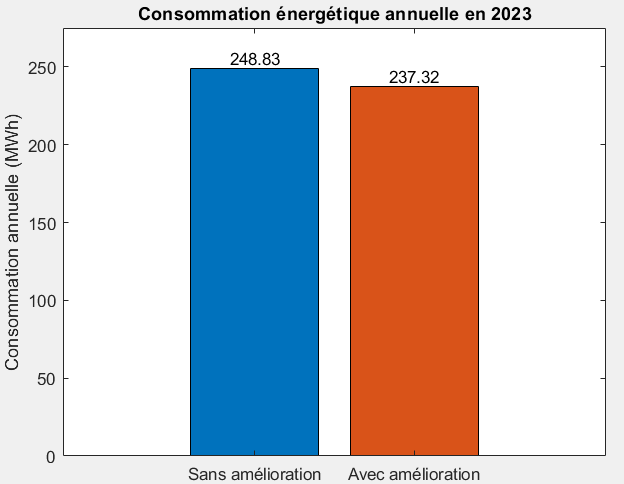 Consommation énergétique annuelle en 2023
Consommation annuelle (MWh)
250
200
150
100
50
0
248.83
237.32
Sans amélioration
Avec amélioration